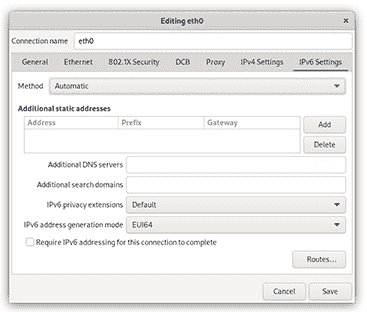 Editing eth0
Connection name eth0
General Ethernet 802.1X Security DCB Proxy IPv4 Settings IPv6 Settings
Method Automatic
Additional static addresses
Address Prefix Gateway
Add
Delete
Additional DNS servers
Additional search domains
IPv6 privacy extensions Default
IPv6 address generation mode EUI64
Require IPv6 addressing for this connection to complete
Routes...
Cancel Save